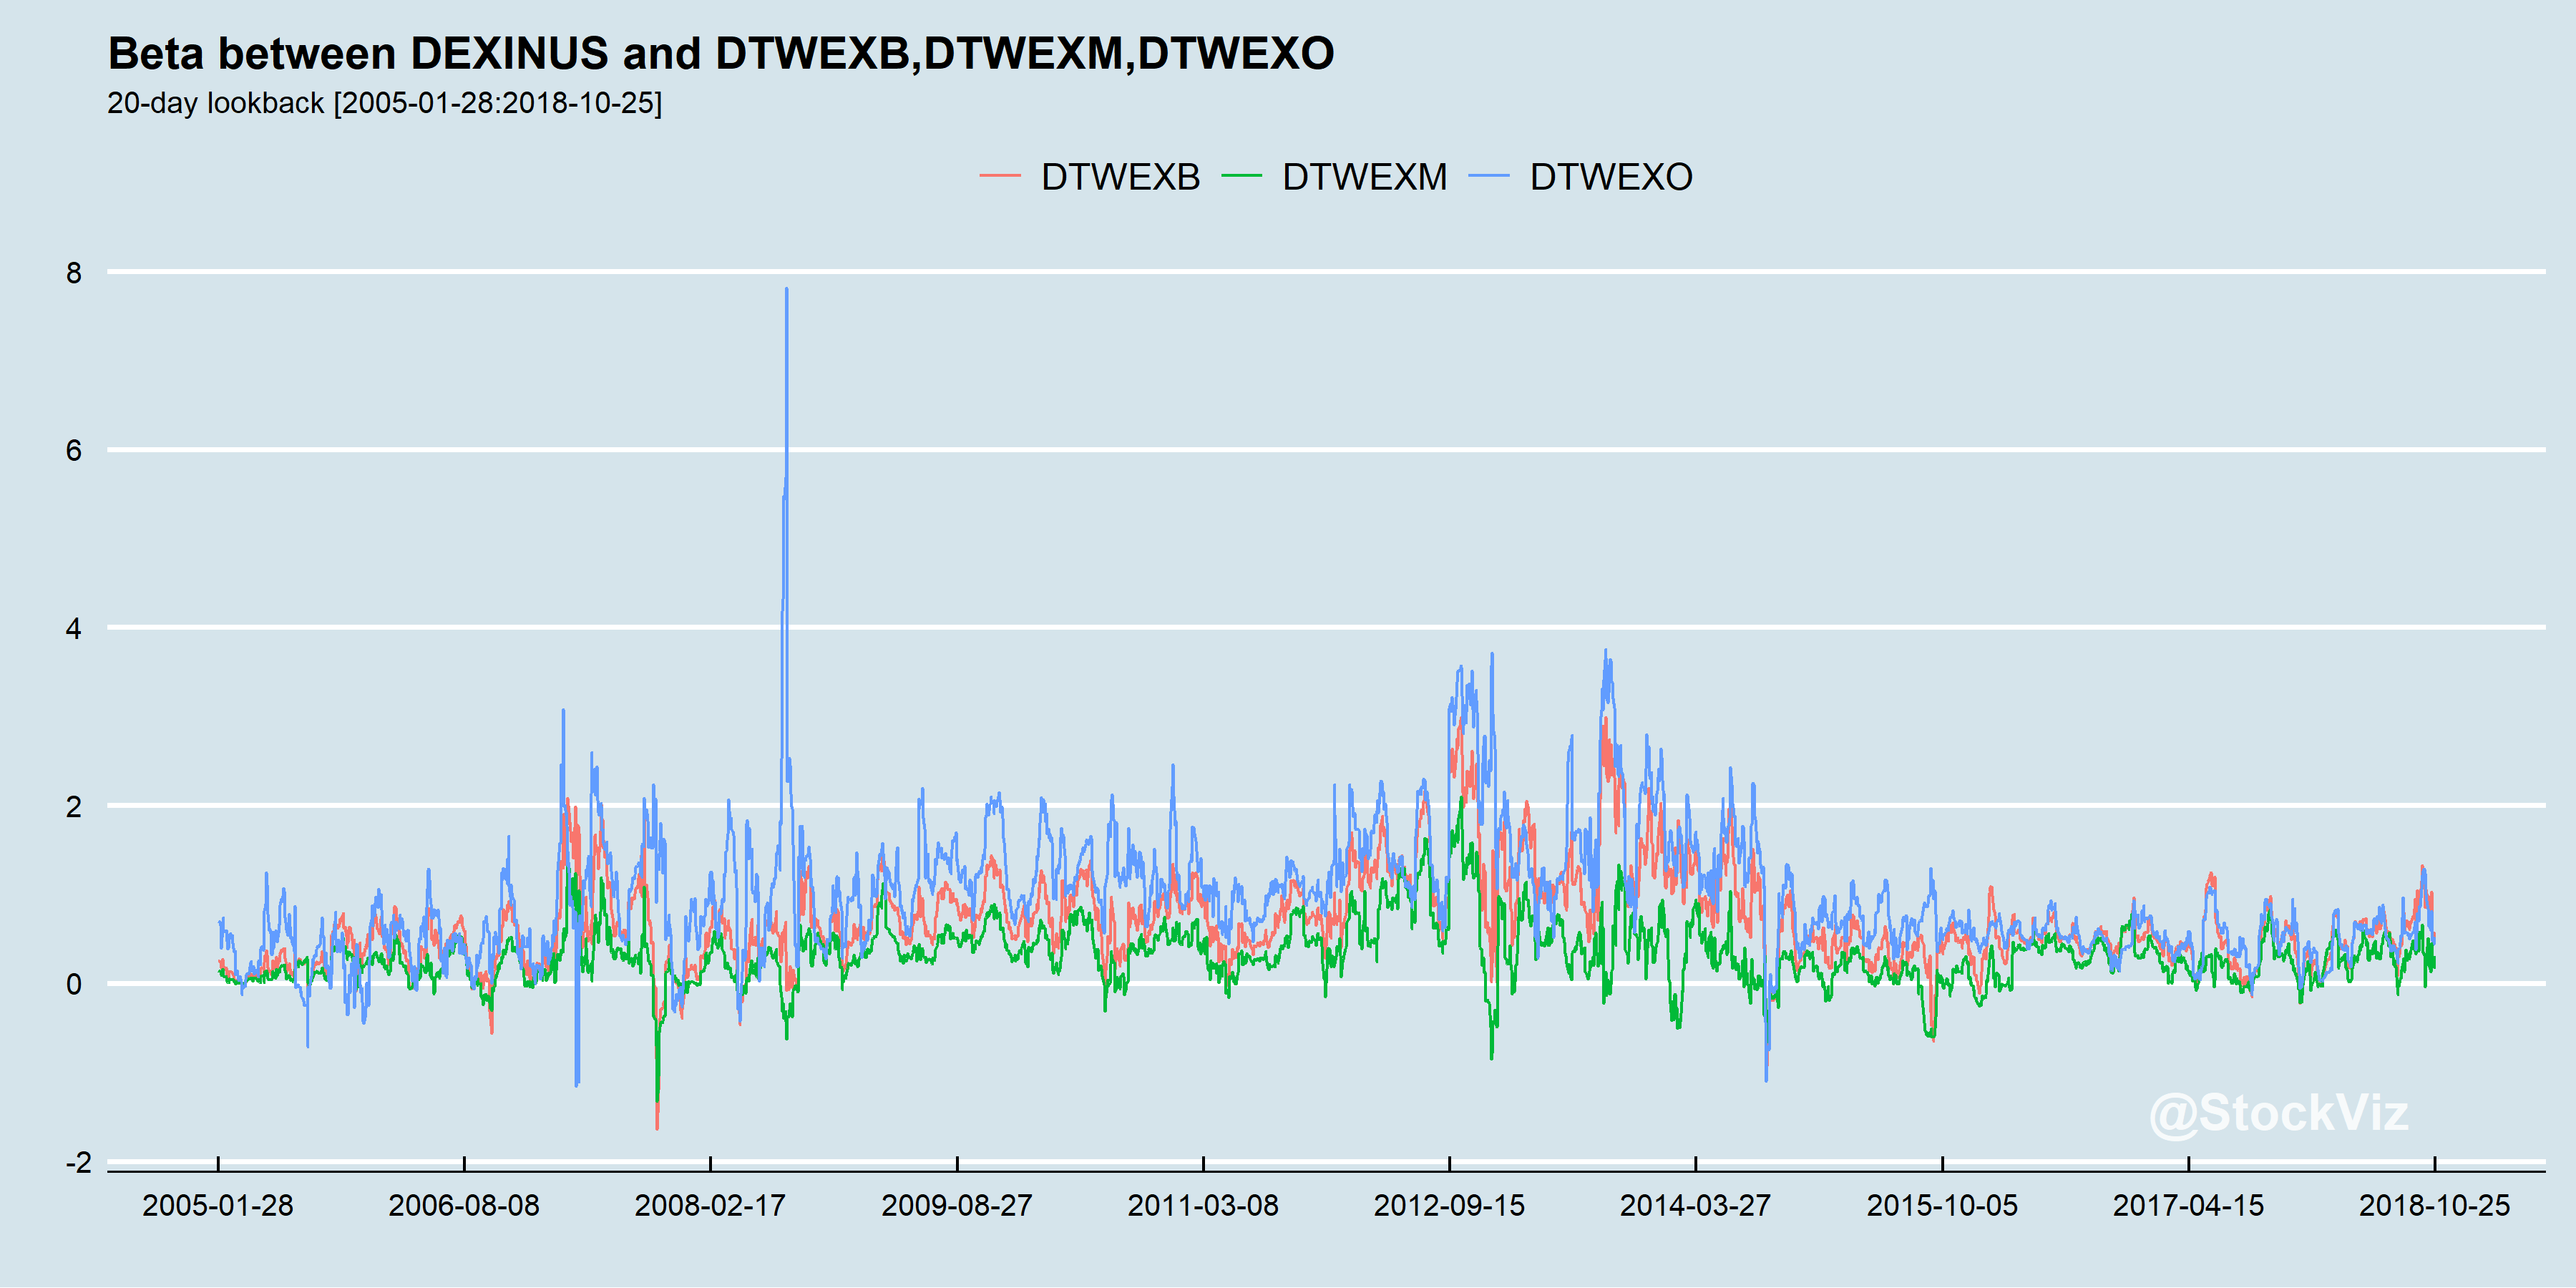 Beta between DEXINUS and DTWEXB,DTWEXM,DTWEXO
20-day lookback [2005-01-28:2018-10-25]
DTWEXB DTWEXM DTWEXO
8
6
4
2
0
-2
@StockViz
2005-01-28 2006-08-08 2008-02-17 2009-08-27 2011-03-08 2012-09-15 2014-03-27 2015-10-05 2017-04-15 2018-10-25